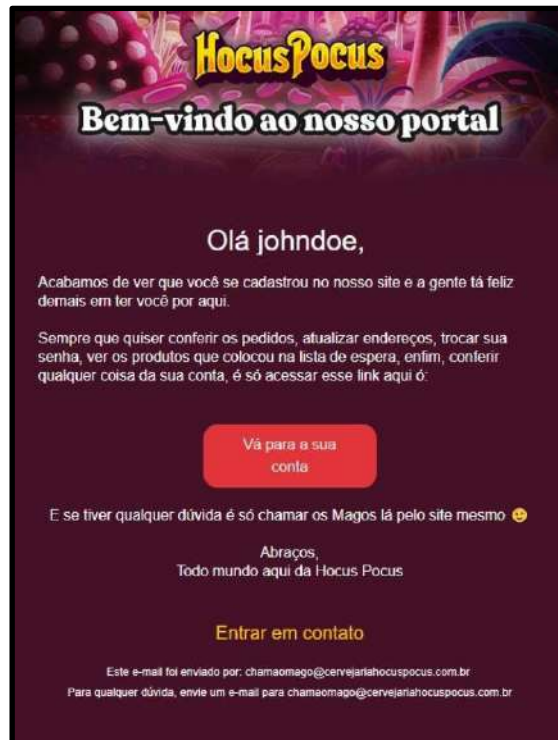 HocusPocus
Bem-vindo ao nosso portal
Olá johndoe,
Acabamos de ver que você se cadastrou no nosso site e a gente tá feliz
demais em ter você por aqui.
Sempre que quiser conferir os pedidos, atualizar endereços, trocar sua
senha, ver os produtos que colocou na lista de espera, enfim, conferir
qualquer coisa da sua conta, é só acessar esse link aqui ó:
Vá para a sua
conta
E se tiver qualquer dúvida é só chamar os Magos lá pelo site mesmo 😉
Abraços,
Todo mundo aqui da Hocus Pocus
Entrar em contato
Este e-mail foi enviado por: chamaomago@cervejariahocuspocus.com.br
Para qualquer dúvida, envie um e-mail para chamaomago@cervejariahocuspocus.com.br